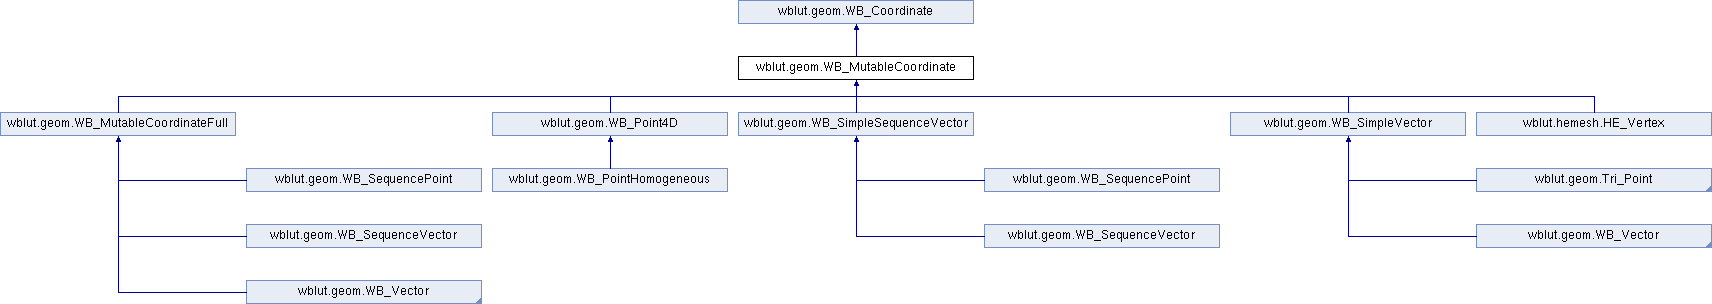 wblut.geom.WB_Coordinate
wblut.geom.WB_MutableCoordinate
wblut.geom.WB_MutableCoordinateFull
wblut.geom.WB_Point4D
wblut.geom.WB_SimpleSequenceVector
wblut.geom.WB_SimpleVector
wblut.hemesh.HE_Vertex
wblut.geom.WB_SequencePoint
wblut.geom.WB_PointHomogeneous
wblut.geom.WB_SequencePoint
wblut.geom.Tri_Point
wblut.geom.WB_SequenceVector
wblut.geom.WB_SequenceVector
wblut.geom.WB_Vector
wblut.geom.WB_Vector